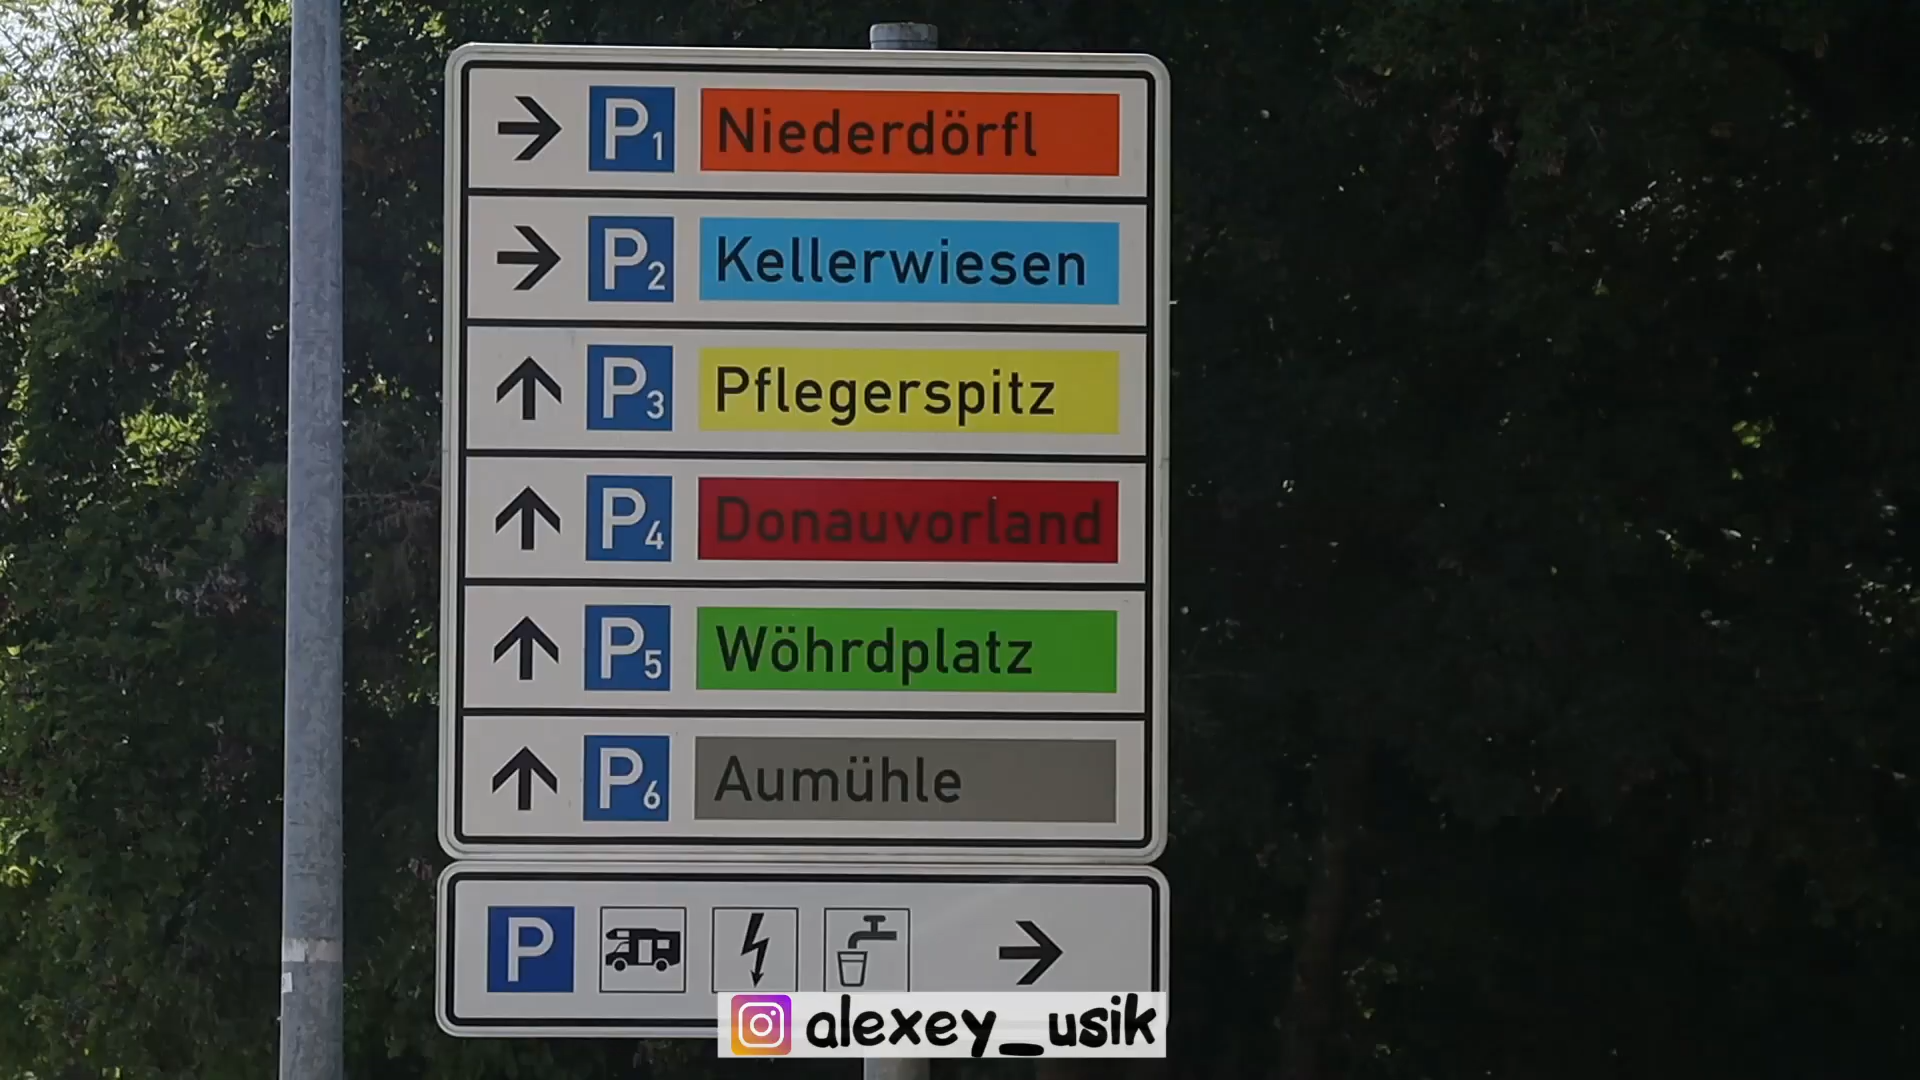 P1 Niederdörfl
P2 Kellerwiesen
P3 Pflegerspitz
P4 Donauvorland
P5 Wöhrdplatz
P6 Aumühle
P
alexey_usik